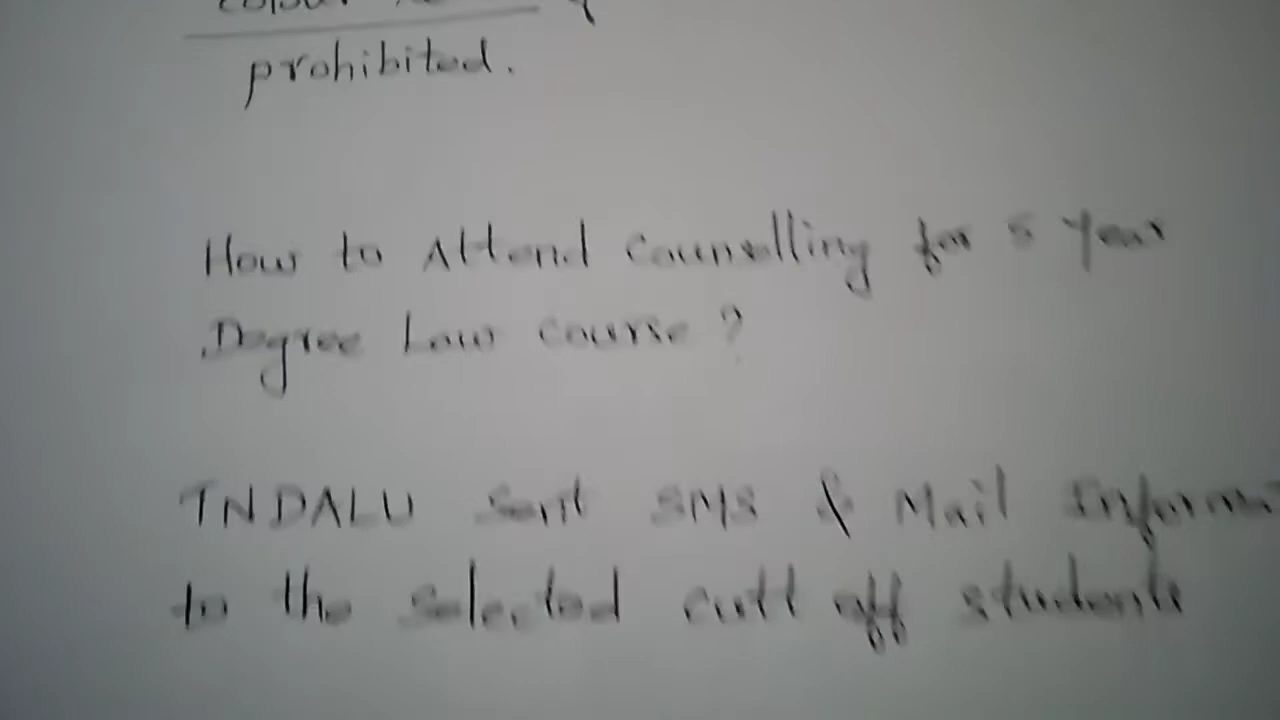 colour
prohibited.
How to Attend Counselling for 5 Year
Degree Law course ?
TNDALU Sent SMS & Mail
to the selected cutt off students